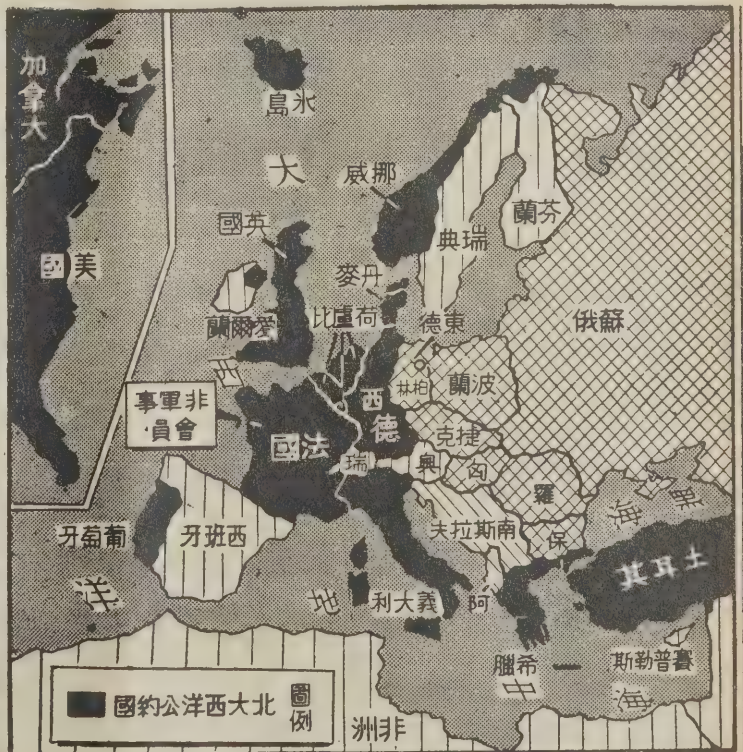 加拿大
冰島
大
挪威
芬蘭
瑞典
英國
丹麥
美國
愛爾蘭
荷盧比
東德
蘇俄
西
柏林
波蘭
非軍事
會員
西德
捷克
法國
瑞
奧
匈
羅
黑海
保
南斯拉夫
葡萄牙
西班牙
土耳其
洋
地
義大利
阿
希臘
中
賽普勒斯
海
圖例
北大西洋公約國
非洲